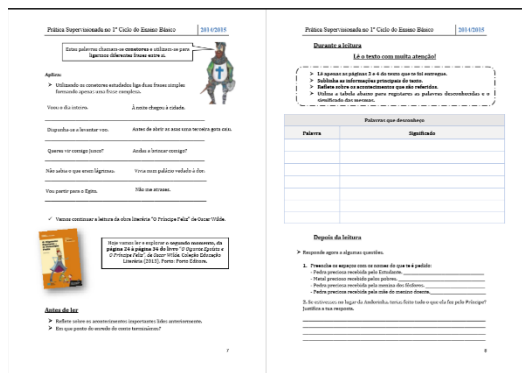 Prática Supervisionada no 1º Ciclo do Ensino Básico 2014/2015
Estas palavras chamam-se conetores e utilizam-se para
ligarmos diferentes frases entre si.
Aplica:
➢ Utilizando os conetores estudados liga duas frases simples
formando apenas uma frase complexa.
Voou o dia inteiro. À noite chegou à cidade.
Dispunha-se a levantar voo. Antes de abrir as asas uma terceira gota caiu.
Queres vir comigo Junco? Andas a brincar comigo?
Não sabia o que eram lágrimas. Vivia num palácio vedado à dor.
Vou partir para o Egito. Não me atrases.
✓ Vamos continuar a leitura da obra literária "O Príncipe Feliz" de Oscar Wilde.
Hoje vamos ler e explorar o segundo momento, da
página 24 à página 34 do livro "O Gigante Egoísta e
O Príncipe Feliz", de Oscar Wilde. Coleção Educação
Literária (2013). Porto: Porto Editora.
Antes de ler
➢ Reflete sobre os acontecimentos importantes lidos anteriormente.
➢ Em que ponto do enredo do conto terminámos?
7
Prática Supervisionada no 1º Ciclo do Ensino Básico 2014/2015
Durante a leitura
Lê o texto com muita atenção!
➢ Lê apenas as páginas 3 e 4 do texto que te foi entregue.
➢ Sublinha as informações principais do texto.
➢ Reflete sobre os acontecimentos que são referidos.
➢ Utiliza a tabela abaixo para registares as palavras desconhecidas e o
significado das mesmas.
Palavras que desconheço
Palavra Significado
Depois da leitura
➢ Responde agora a algumas questões.
1. Preenche os espaços com os nomes do que te é pedido:
- Pedra preciosa recebida pelo Estudante.
- Metal precioso recebido pelos pobres.
- Pedra preciosa recebida pela menina dos fósforos.
- Pedra preciosa recebida pela mãe do menino doente.
2. Se estivesses no lugar da Andorinha, terias feito tudo o que ela fez pelo Príncipe?
Justifica a tua resposta.
8